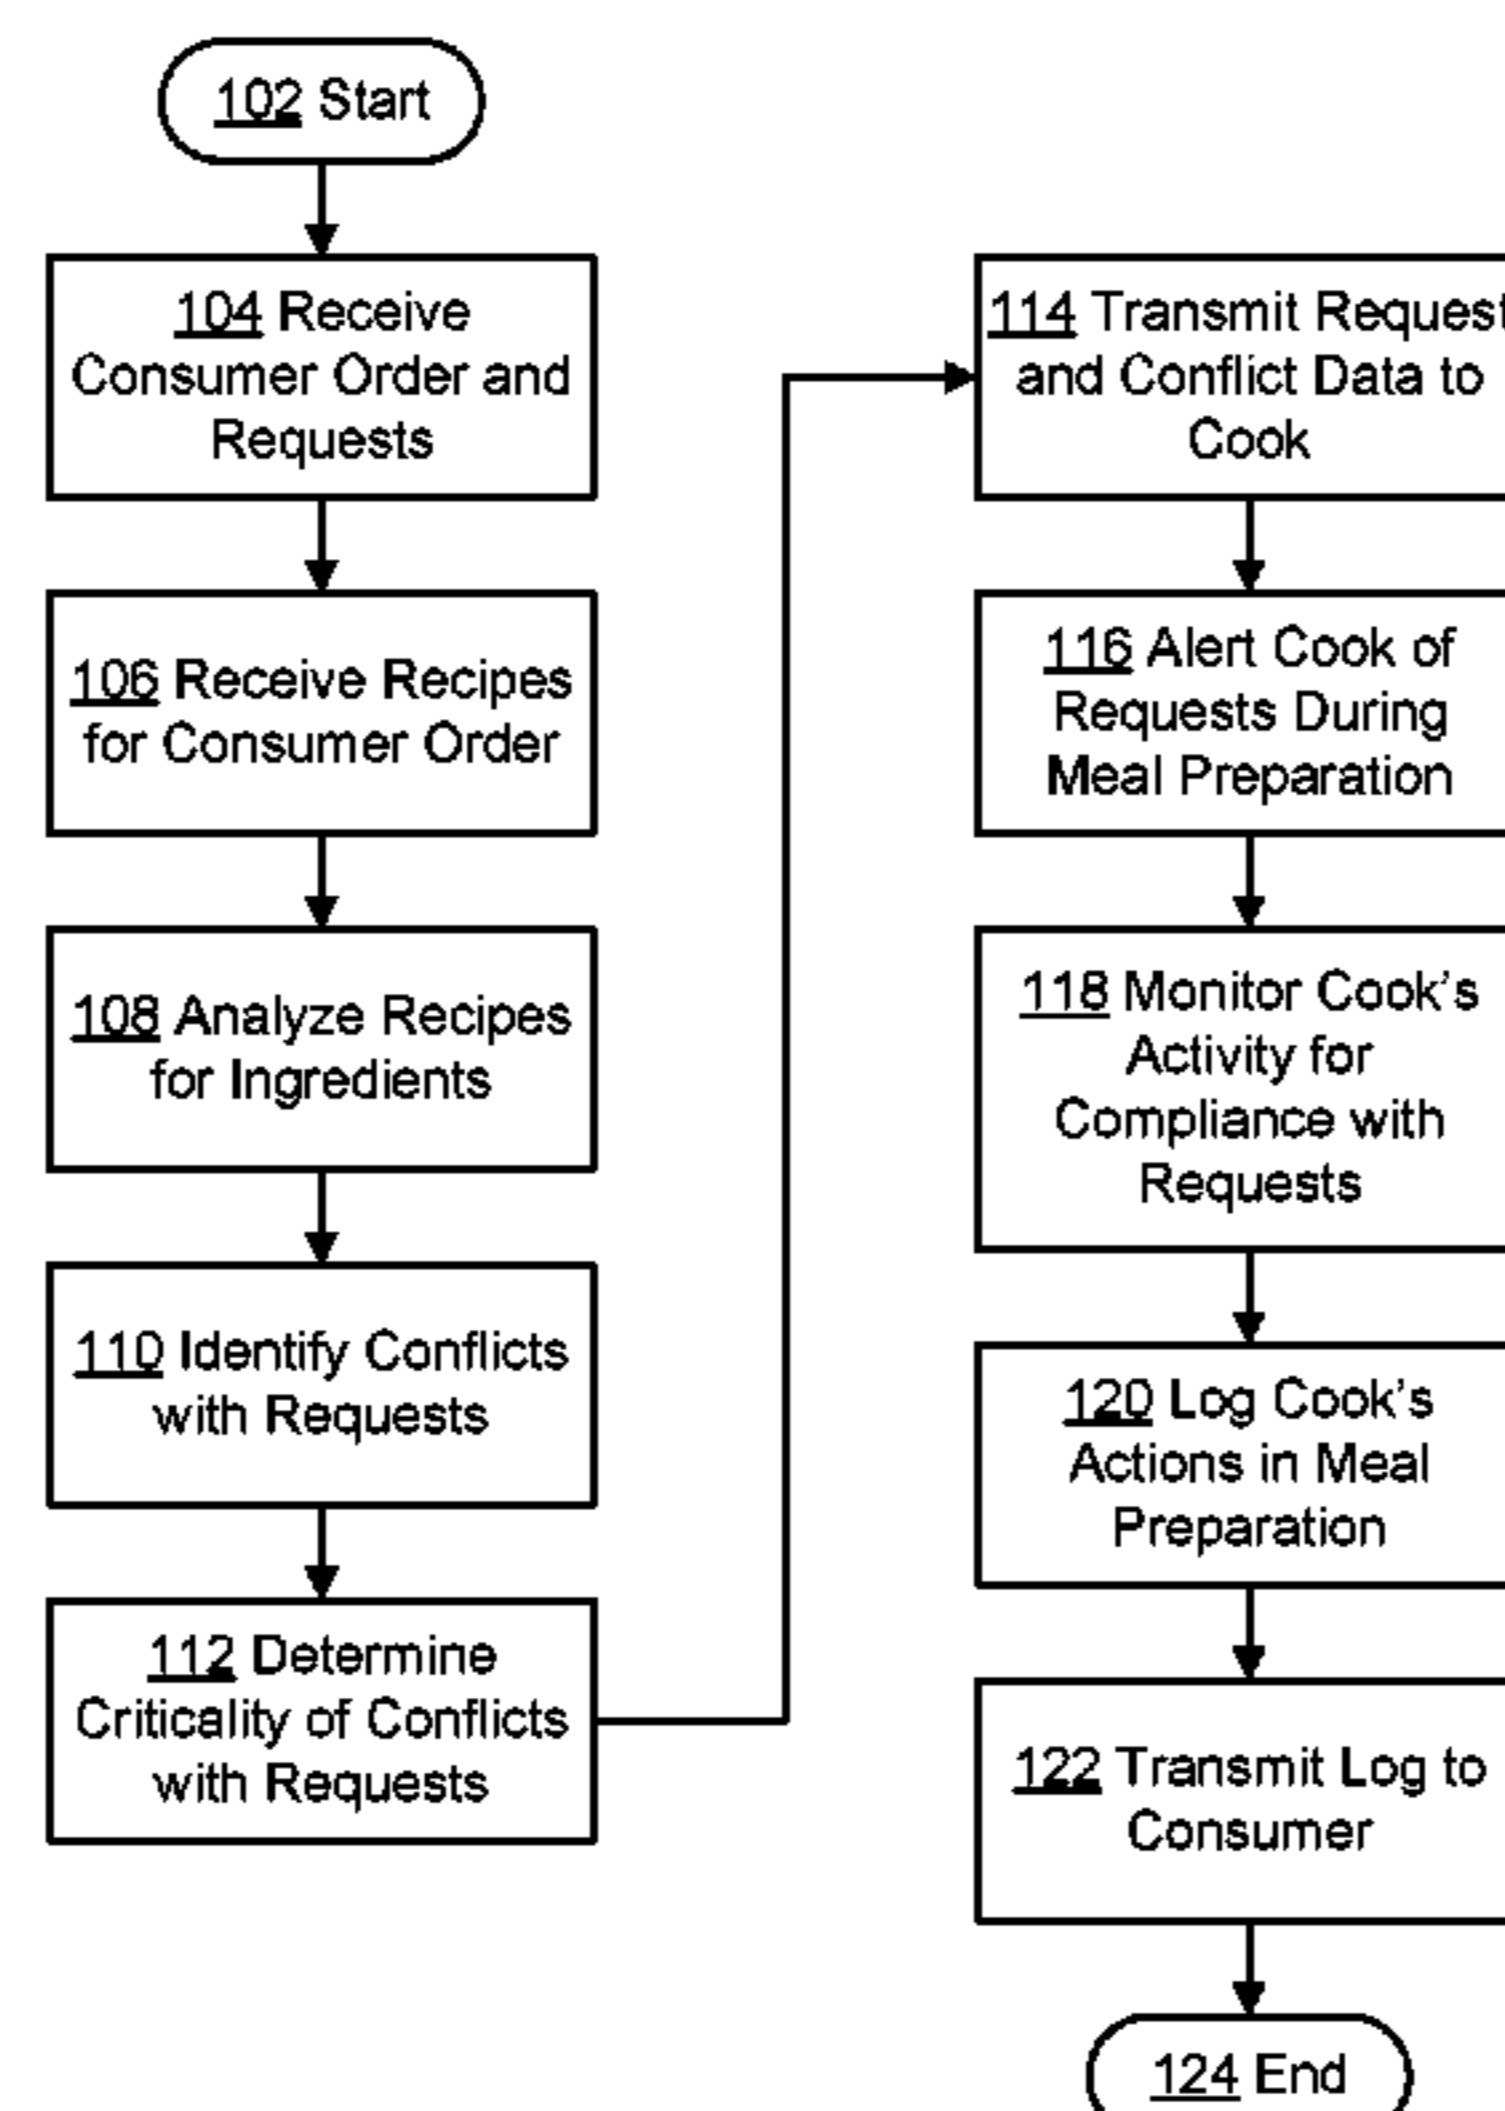 102 Start
104 Receive
Consumer Order and
Requests
106 Receive Recipes
for Consumer Order
108 Analyze Recipes
for Ingredients
110 Identify Conflicts
with Requests
112 Determine
Criticality of Conflicts
with Requests
114 Transmit Request
and Conflict Data to
Cook
116 Alert Cook of
Requests During
Meal Preparation
118 Monitor Cook's
Activity for
Compliance with
Requests
120 Log Cook's
Actions in Meal
Preparation
122 Transmit Log to
Consumer
124 End